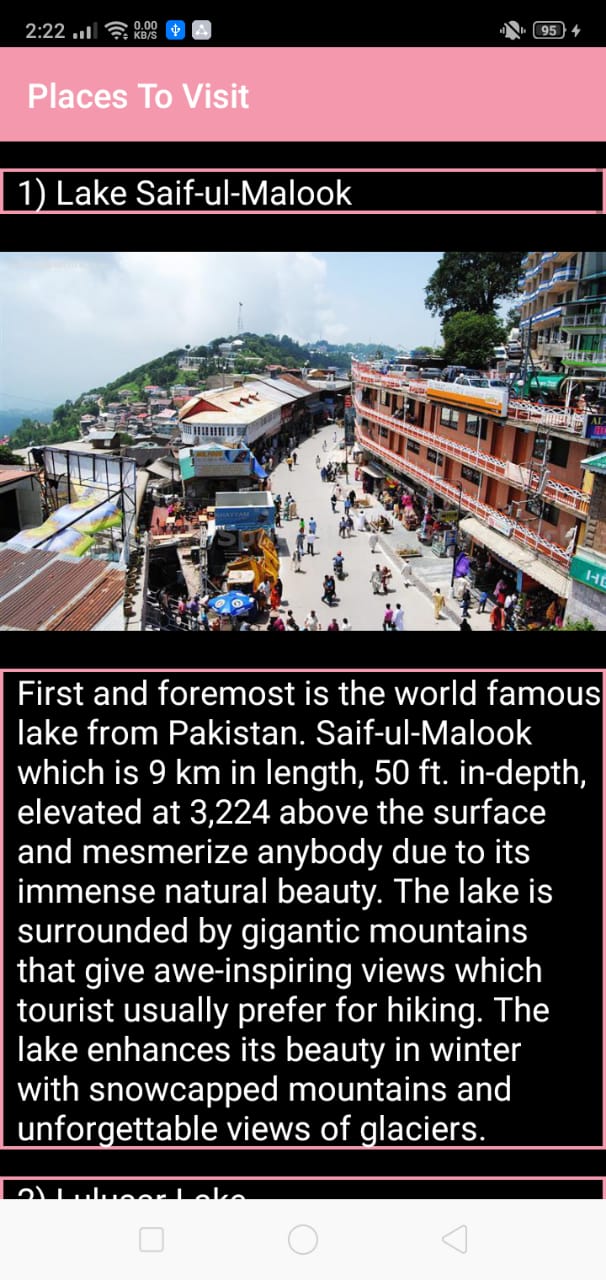 2:22
0.00
KB/S
95
Places To Visit
1) Lake Saif-ul-Malook
First and foremost is the world famous
lake from Pakistan. Saif-ul-Malook
which is 9 km in length, 50 ft. in-depth,
elevated at 3,224 above the surface
and mesmerize anybody due to its
immense natural beauty. The lake is
surrounded by gigantic mountains
that give awe-inspiring views which
tourist usually prefer for hiking. The
lake enhances its beauty in winter
with snowcapped mountains and
unforgettable views of glaciers.
2) Lulusar Lake